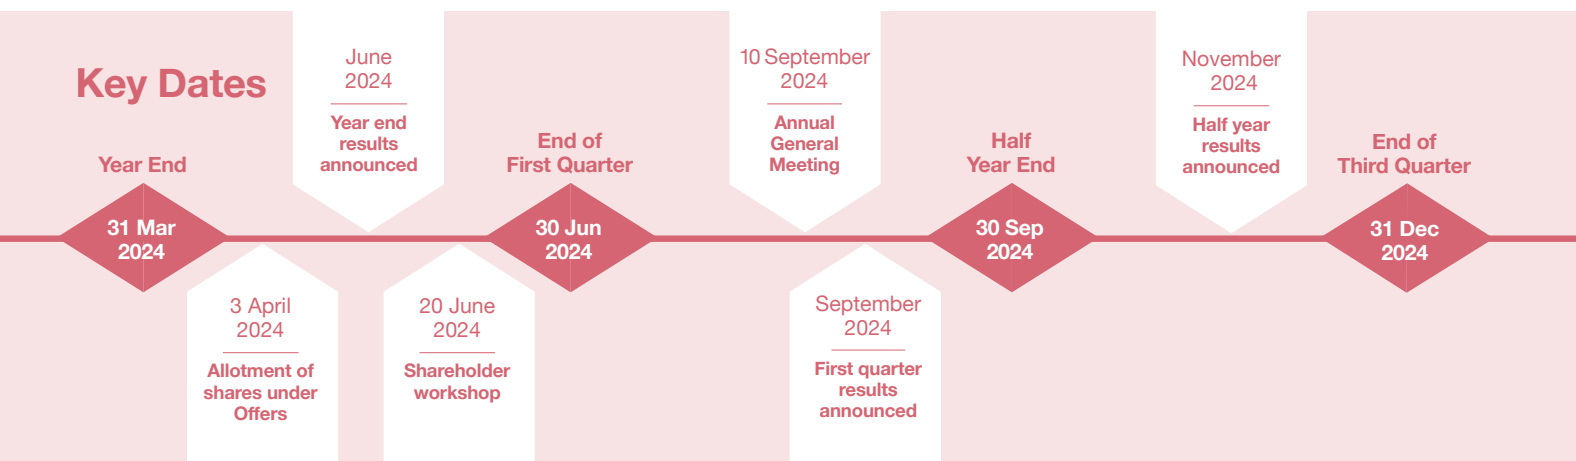 Key Dates
Year End
31 Mar
2024
3 April
2024
Allotment of
shares under
Offers
June
2024
Year end
results
announced
20 June
2024
Shareholder
workshop
End of
First Quarter
30 Jun
2024
10 September
2024
Annual
General
Meeting
September
2024
First quarter
results
announced
Half
Year End
30 Sep
2024
November
2024
Half year
results
announced
End of
Third Quarter
31 Dec
2024